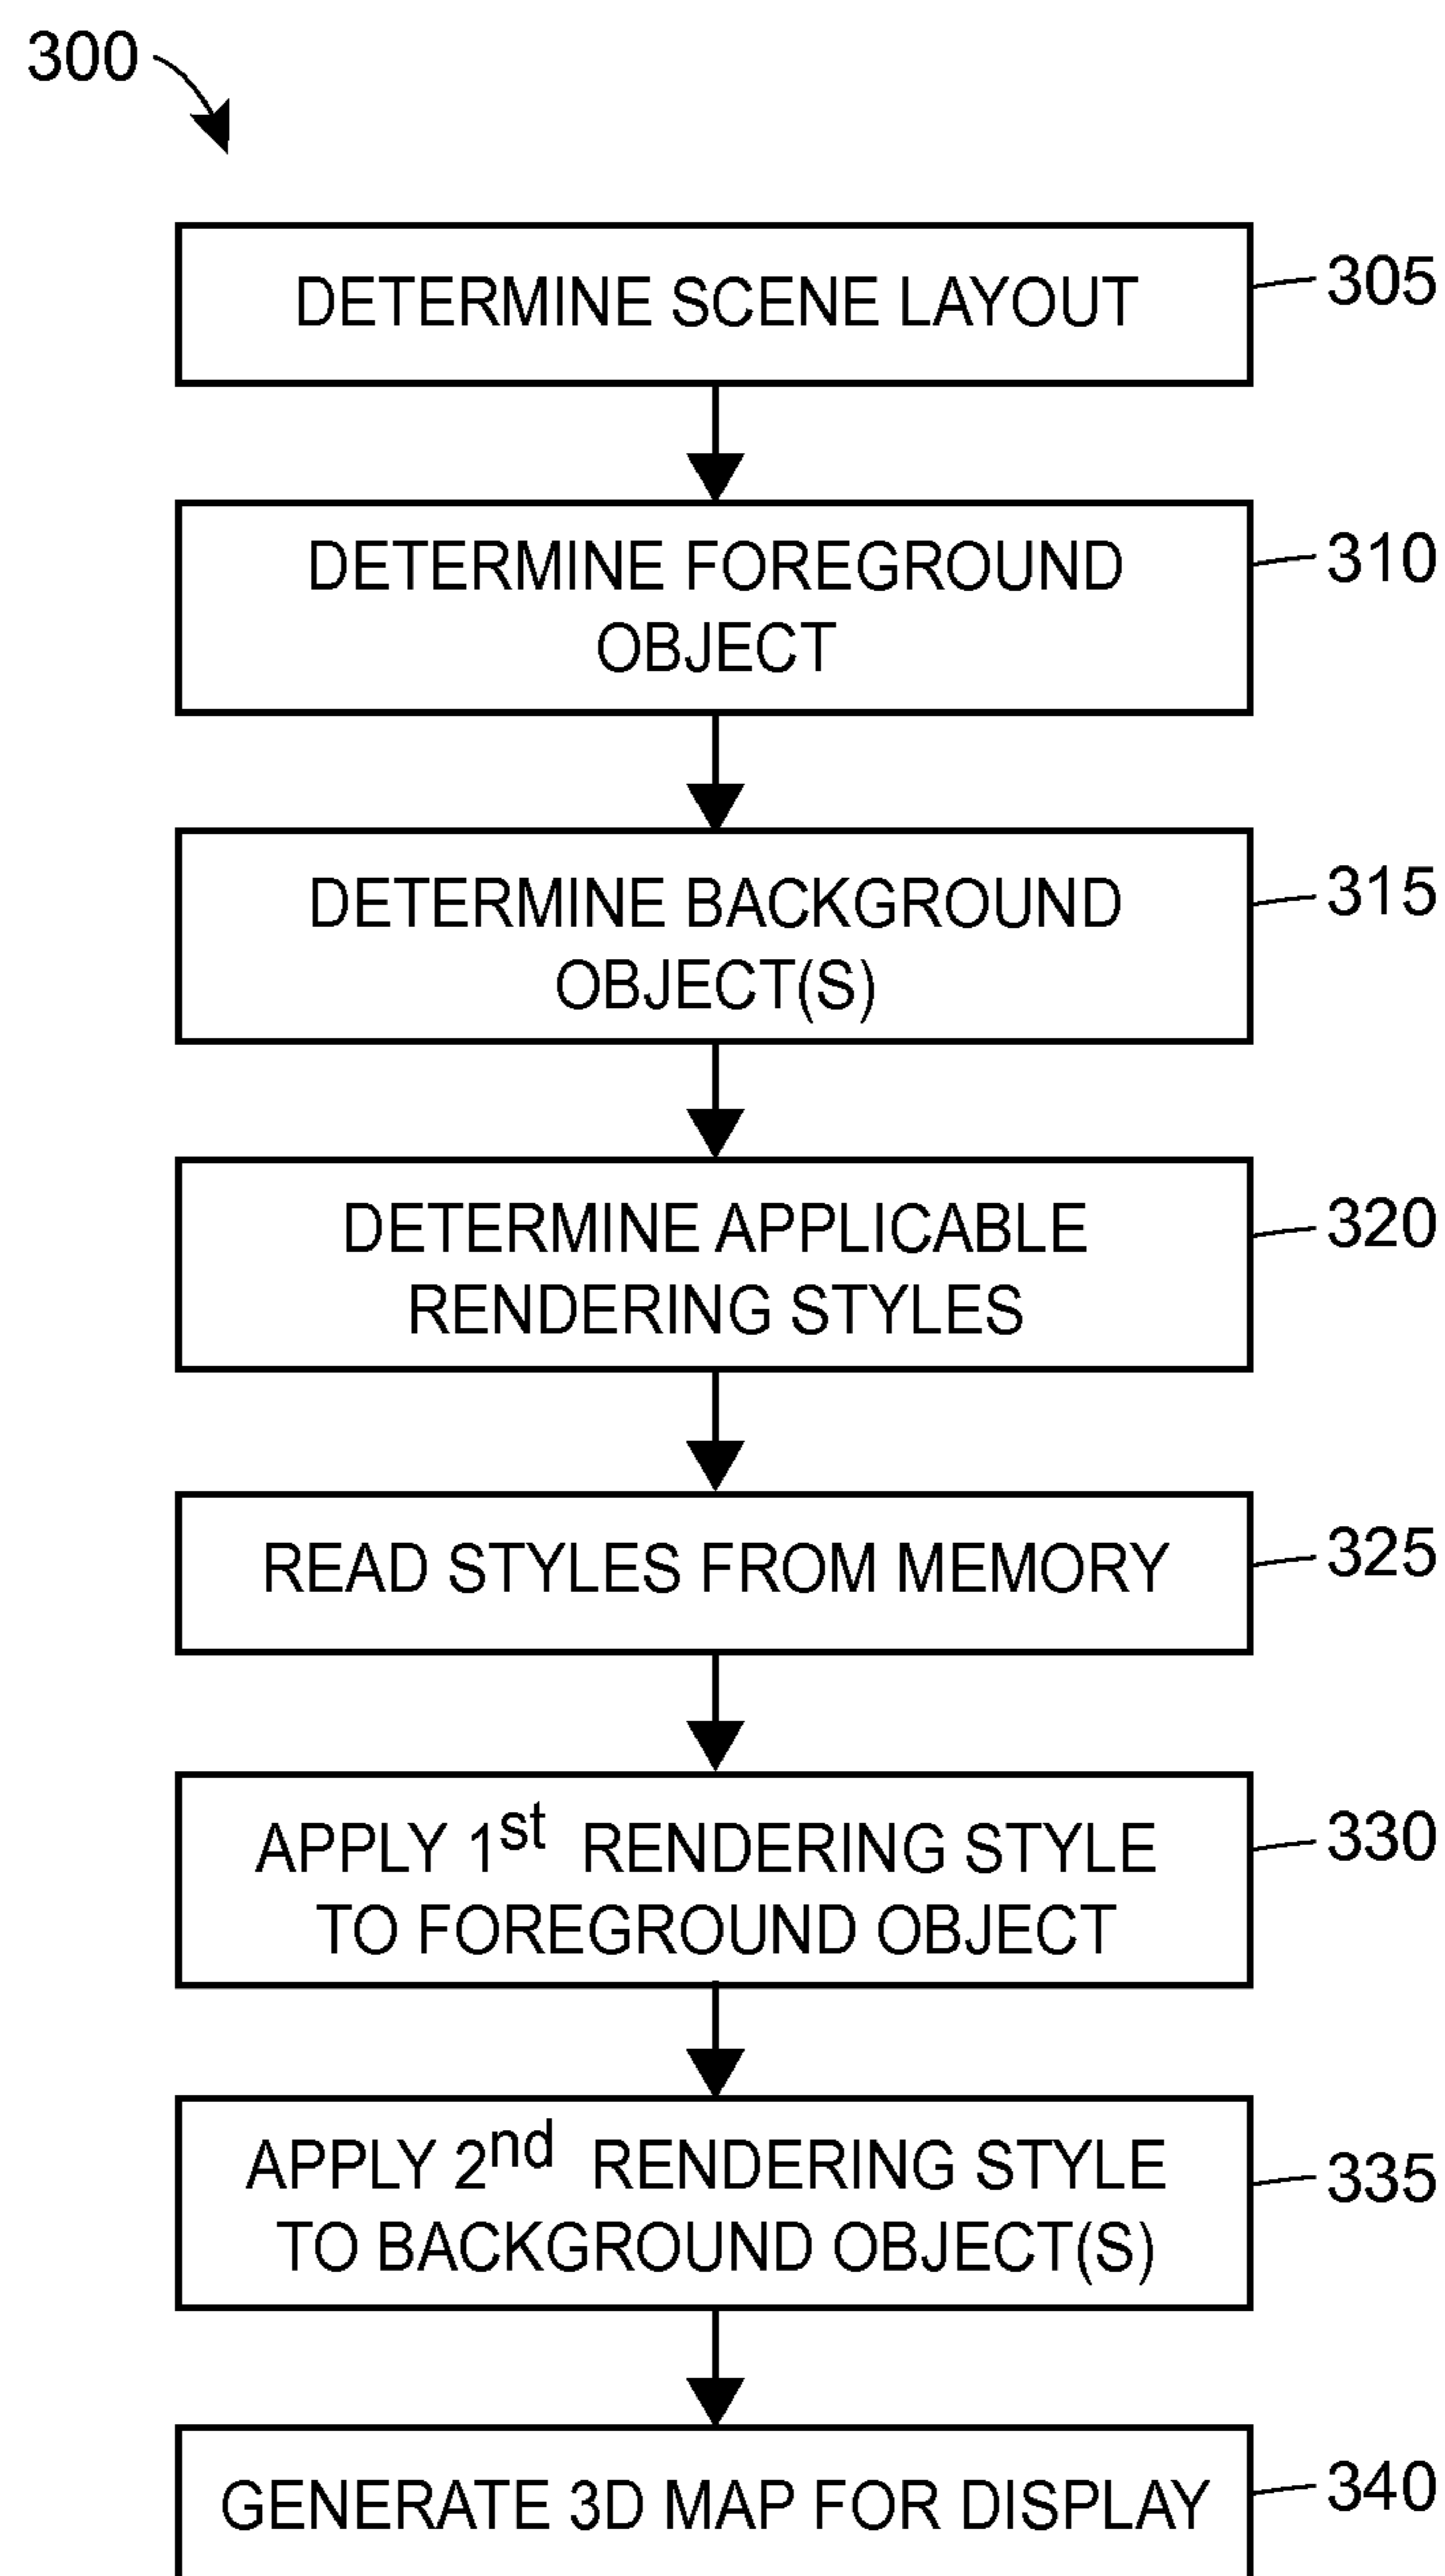 300
DETERMINE SCENE LAYOUT
305
DETERMINE FOREGROUND
OBJECT
310
DETERMINE BACKGROUND
OBJECT(S)
315
DETERMINE APPLICABLE
RENDERING STYLES
320
READ STYLES FROM MEMORY
325
APPLY 1st RENDERING STYLE
TO FOREGROUND OBJECT
330
APPLY 2nd RENDERING STYLE
TO BACKGROUND OBJECT(S)
335
GENERATE 3D MAP FOR DISPLAY
340